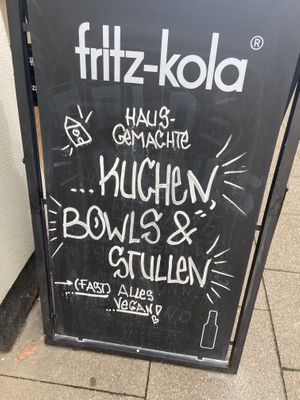 fritz-kola®
HAUS-
GEMACHTE
...KUCHEN,
BOWLS &
STULLEN
→ (FAST) ALLES
...VEGAN!